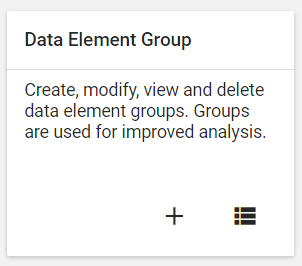 Data Element Group
Create, modify, view and delete
data element groups. Groups
are used for improved analysis.